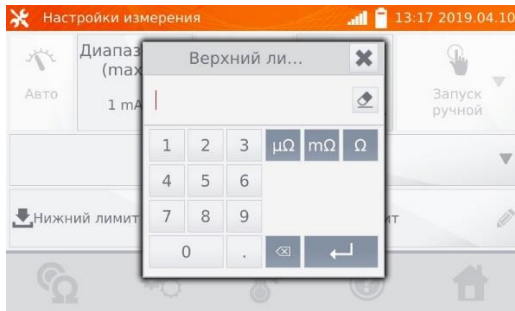 Настройки измерения 13:17 2019.04.10
Верхний ли...
Диапаз
(max
1 mA
Авто
Запуск
ручной
1 2 3 µΩ mΩ Ω
4 5 6
7 8 9
0 .
Нижний лимит
ит